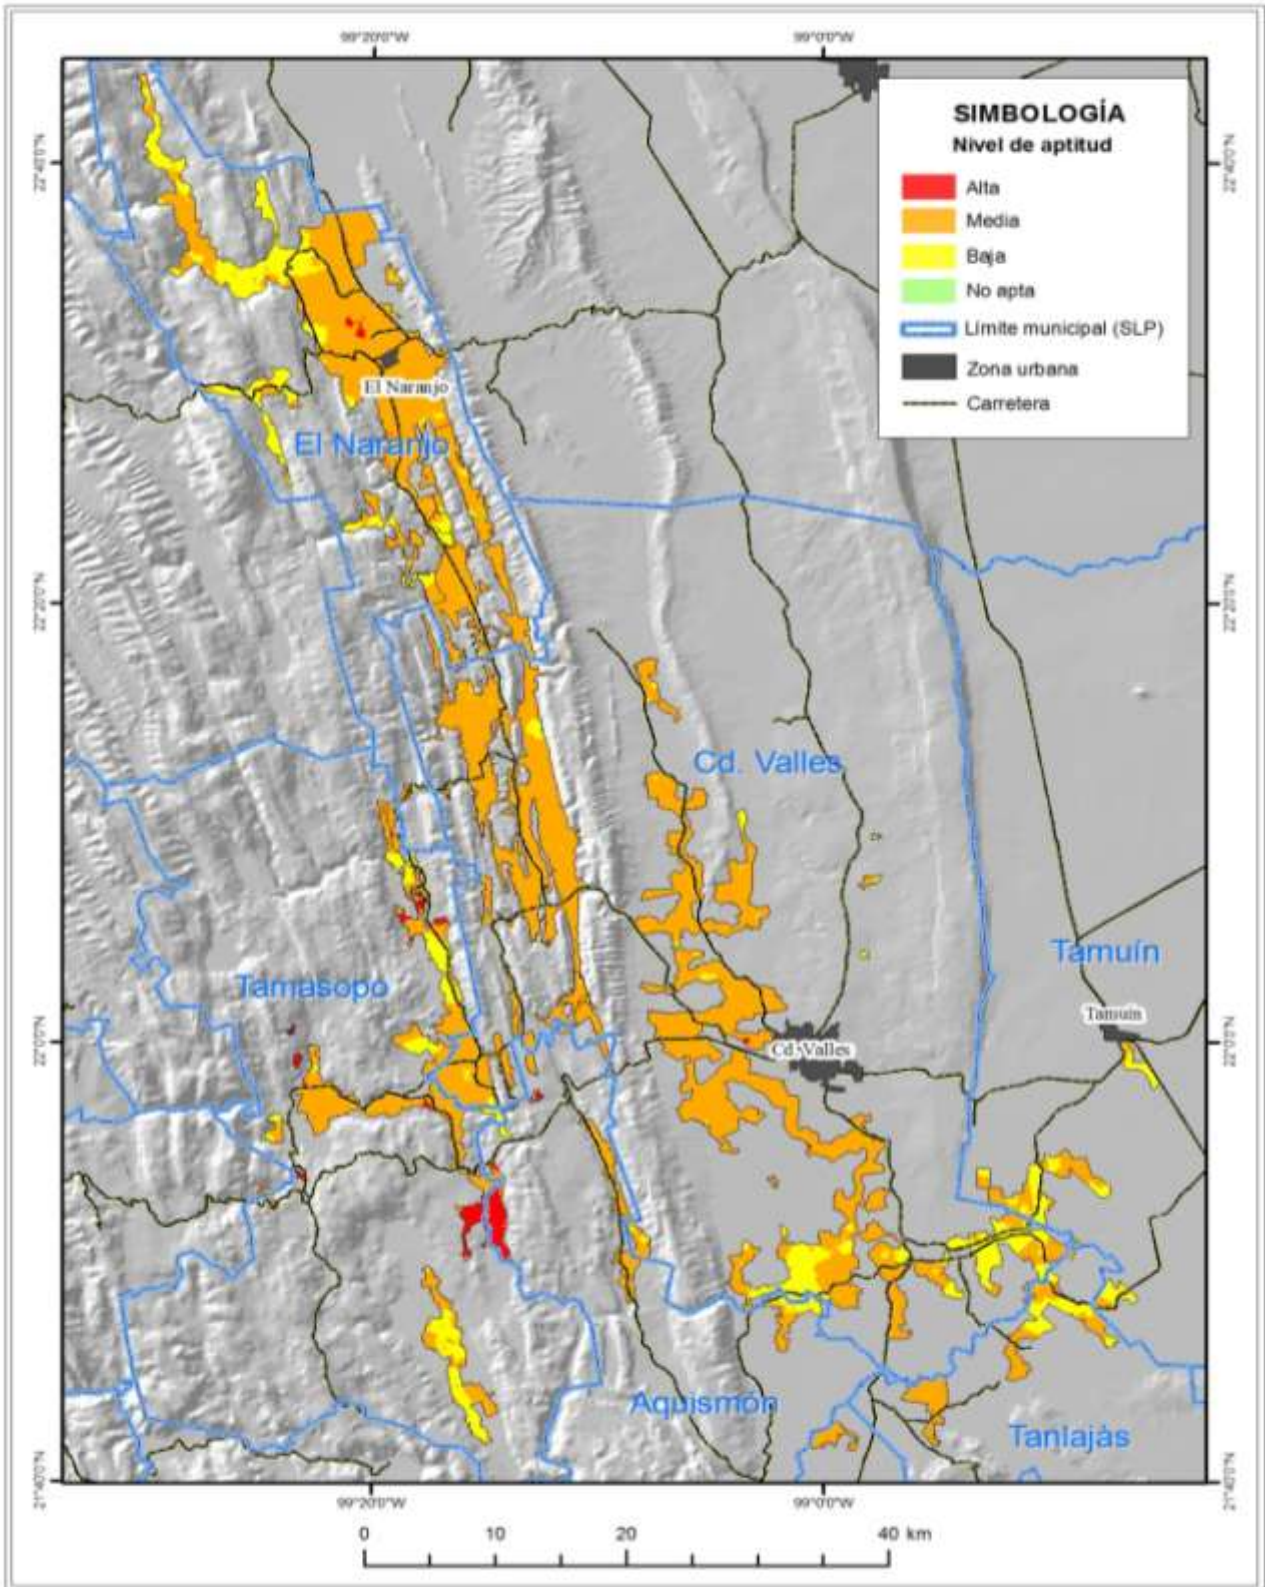 99°20'0"W
99°0'0"W
SIMBOLOGÍA
Nivel de aptitud
Alta
Media
Baja
No apta
Límite municipal (SLP)
Zona urbana
Carretera
22°40'0"N
22°40'0"N
El Naranjo
El Naranjo
22°20'0"N
22°20'0"N
Cd. Valles
Tamuín
Tamasopo
Tamuín
22°0'0"N
22°0'0"N
Cd. Valles
Aquismón
Tanlajás
21°40'0"N
21°40'0"N
99°20'0"W
99°0'0"W
0 10 20 40 km